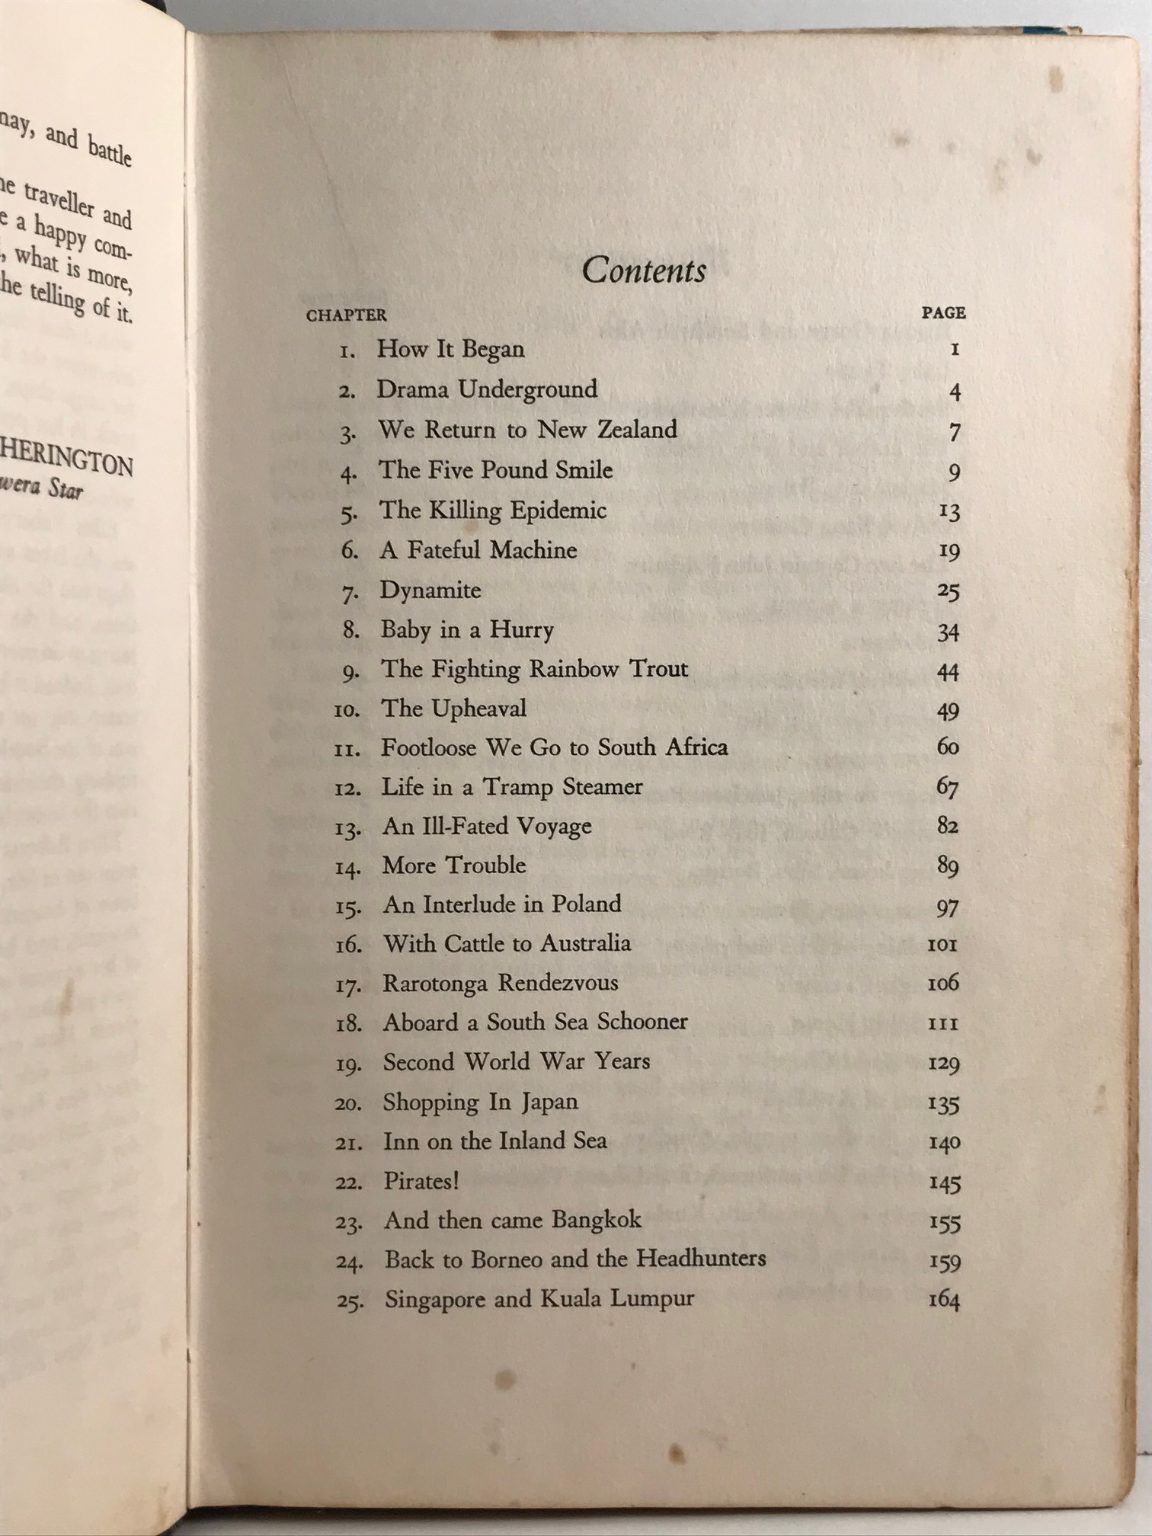 nay, and battle
traveller and
a happy com-
, what is more,
telling of it.
HERINGTON
Star
Contents
CHAPTER PAGE
1. How It Began 1
2. Drama Underground 4
3. We Return to New Zealand 7
4. The Five Pound Smile 9
5. The Killing Epidemic 13
6. A Fateful Machine 19
7. Dynamite 25
8. Baby in a Hurry 34
9. The Fighting Rainbow Trout 44
10. The Upheaval 49
11. Footloose We Go to South Africa 60
12. Life in a Tramp Steamer 67
13. An Ill-Fated Voyage 82
14. More Trouble 89
15. An Interlude in Poland 97
16. With Cattle to Australia 101
17. Rarotonga Rendezvous 106
18. Aboard a South Sea Schooner 111
19. Second World War Years 129
20. Shopping In Japan 135
21. Inn on the Inland Sea 140
22. Pirates! 145
23. And then came Bangkok 155
24. Back to Borneo and the Headhunters 159
25. Singapore and Kuala Lumpur 164